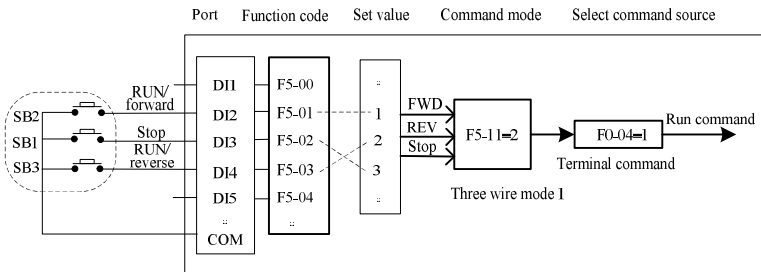 Port Function code Set value Command mode Select command source
RUN/
forward
Stop
RUN/
reverse
SB2
SB1
SB3
DI1
DI2
DI3
DI4
DI5
::
COM
F5-00
F5-01
F5-02
F5-03
F5-04
::
::
1
2
3
::
FWD
REV
Stop
F5-11=2
Three wire mode 1
F0-04=1
Terminal command
Run command